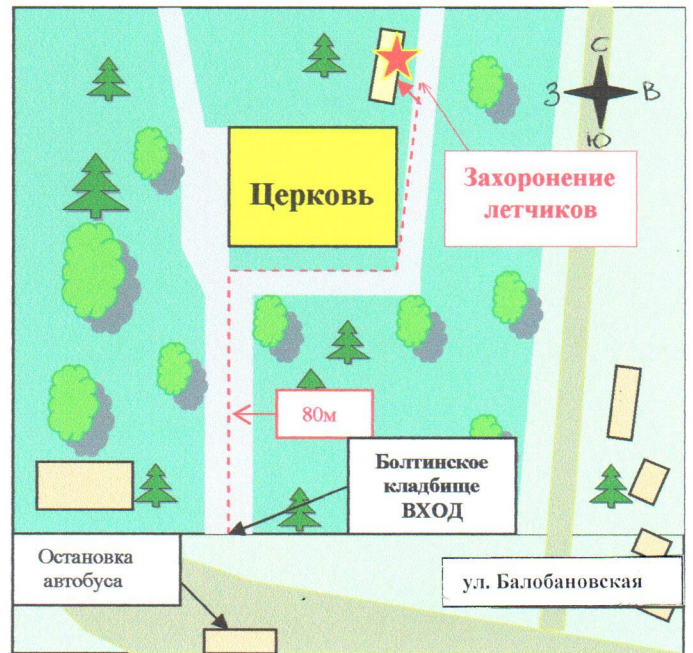 С
З
В
Ю
Церковь
Захоронение
летчиков
80м
Болтинское
кладбище
ВХОД
Остановка
автобуса
ул. Балобановская